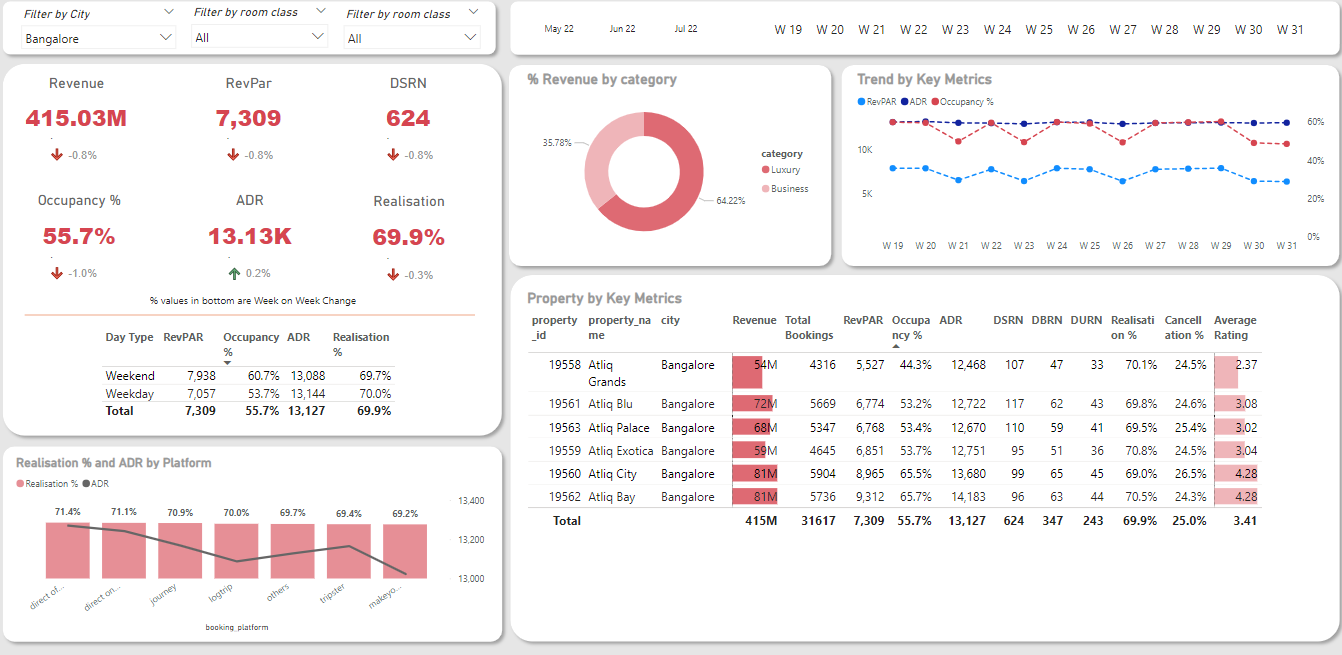 Filter by City
Bangalore
Filter by room class
All
Filter by room class
All
May 22 Jun 22 Jul 22
W 19 W 20 W 21 W 22 W 23 W 24 W 25 W 26 W 27 W 28 W 29 W 30 W 31
Revenue RevPar DSRN
415.03M 7,309 624
-0.8% -0.8% -0.8%
Occupancy % ADR Realisation
55.7% 13.13K 69.9%
-1.0% 0.2% -0.3%
% values in bottom are Week on Week Change
Day Type RevPAR Occupancy ADR Realisation
% %
Weekend 7,938 60.7% 13,088 69.7%
Weekday 7,057 53.7% 13,144 70.0%
Total 7,309 55.7% 13,127 69.9%
Realisation % and ADR by Platform
Realisation % ADR
71.4% 71.1% 70.9% 70.0% 69.7% 69.4% 69.2%
13,400
13,200
13,000
direct of... direct on... journey logtrip others tripster makeyo...
booking_platform
% Revenue by category
35.78%
64.22%
category
Luxury
Business
Trend by Key Metrics
RevPAR ADR Occupancy %
10K
5K
60%
40%
20%
0%
W 19 W 20 W 21 W 22 W 23 W 24 W 25 W 26 W 27 W 28 W 29 W 30 W 31
Property by Key Metrics
property property_na city Revenue Total RevPAR Occupa ADR DSRN DBRN DURN Realisati Cancell Average
_id me Bookings ncy % on % ation % Rating
19558 Atliq Bangalore 54M 4316 5,527 44.3% 12,468 107 47 33 70.1% 24.5% 2.37
Grands
19561 Atliq Blu Bangalore 72M 5669 6,774 53.2% 12,722 117 62 43 69.8% 24.6% 3.08
19563 Atliq Palace Bangalore 68M 5347 6,768 53.4% 12,670 110 59 41 69.5% 25.4% 3.02
19559 Atliq Exotica Bangalore 59M 4645 6,851 53.7% 12,751 95 51 36 70.8% 24.5% 3.04
19560 Atliq City Bangalore 81M 5904 8,965 65.5% 13,680 99 65 45 69.0% 26.5% 4.28
19562 Atliq Bay Bangalore 81M 5736 9,312 65.7% 14,183 96 63 44 70.5% 24.3% 4.28
Total 415M 31617 7,309 55.7% 13,127 624 347 243 69.9% 25.0% 3.41